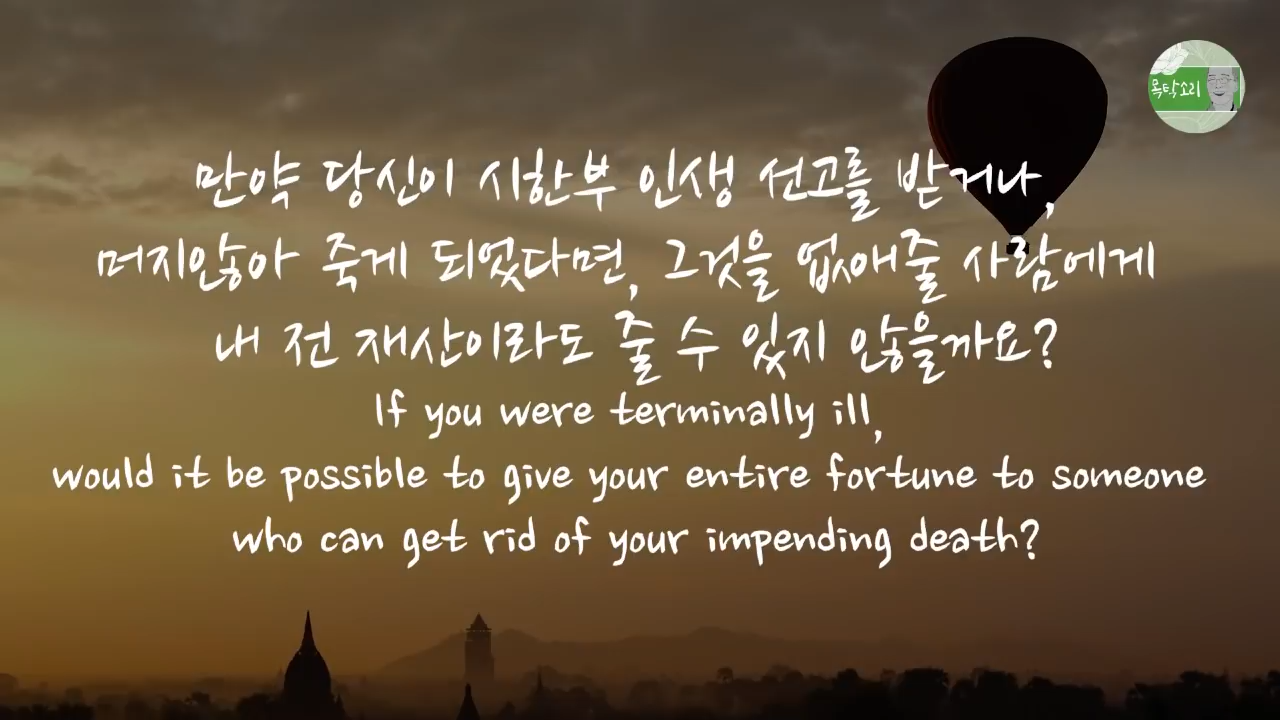 옥탁소리
만약 당신이 시한부 인생 선고를 받거나,
머지않아 죽게 되었다면, 그것을 없애줄 사람에게
내 전 재산이라도 줄 수 있지 않을까요?
If you were terminally ill,
would it be possible to give your entire fortune to someone
who can get rid of your impending death?